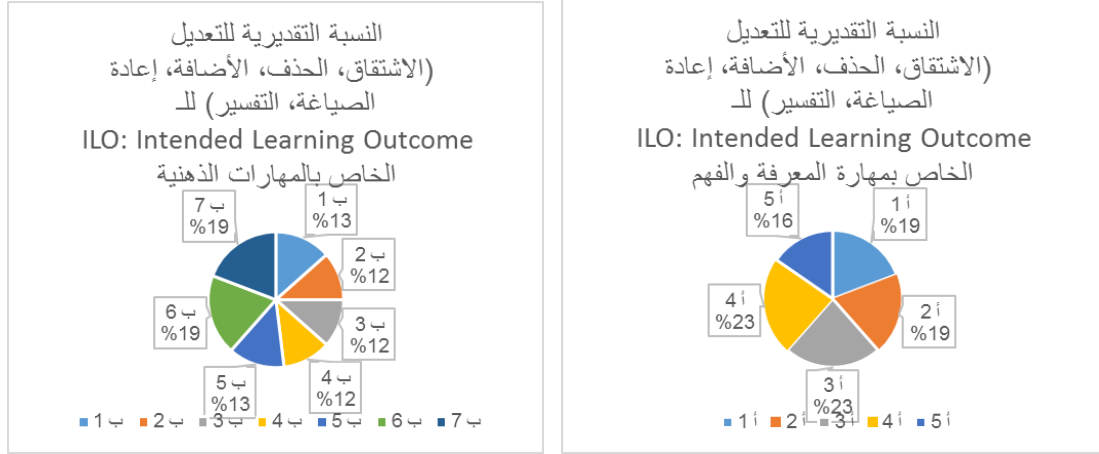 النسبة التقديرية للتعديل
(الاشتقاق، الحذف، الأضافة، إعادة
الصياغة، التفسير) للـ
ILO: Intended Learning Outcome
الخاص بمهارة المعرفة والفهم
أ 1
%19
أ 2
%19
أ 3
%23
أ 4
%23
أ 5
%16
أ 1 أ 2 أ 3 أ 4 أ 5
النسبة التقديرية للتعديل
(الاشتقاق، الحذف، الأضافة، إعادة
الصياغة، التفسير) للـ
ILO: Intended Learning Outcome
الخاص بالمهارات الذهنية
ب 1
%13
ب 2
%12
ب 3
%12
ب 4
%12
ب 5
%13
ب 6
%19
ب 7
%19
ب 1 ب 2 ب 3 ب 4 ب 5 ب 6 ب 7